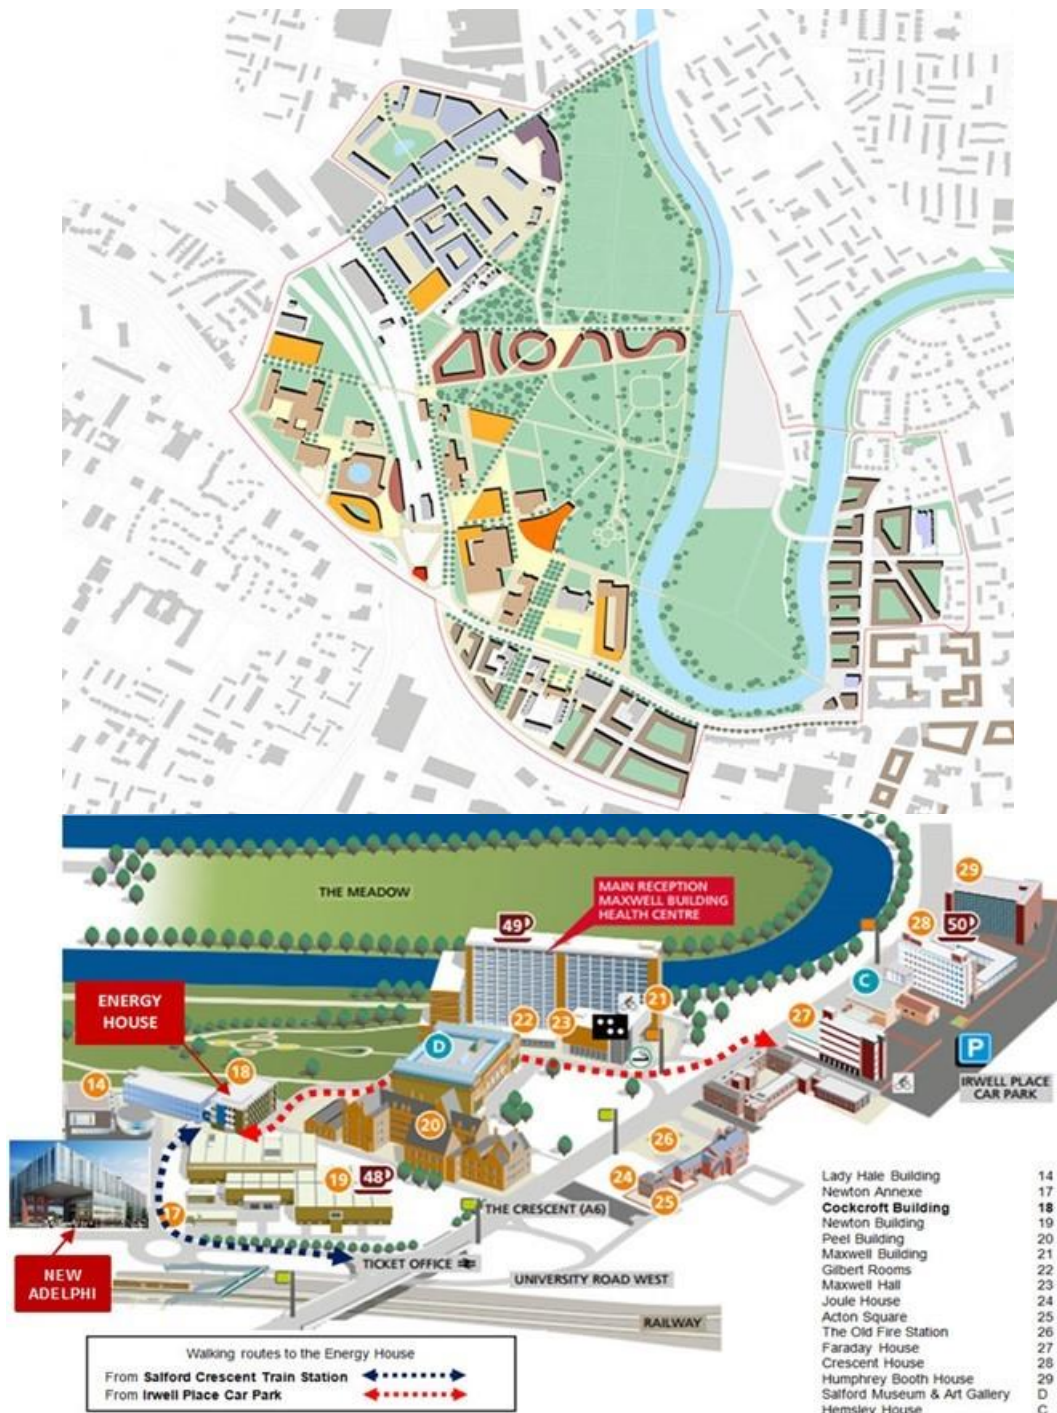 THE MEADOW
MAIN RECEPTION
MAXWELL BUILDING
HEALTH CENTRE
29
49
28
50
C
ENERGY
HOUSE
21
22
23
27
D
P
18
14
IRWELL PLACE
CAR PARK
20
26
19
48
24
25
17
THE CRESCENT (A6)
TICKET OFFICE
NEW
ADELPHI
UNIVERSITY ROAD WEST
RAILWAY
Lady Hale Building 14
Newton Annexe 17
Cockcroft Building 18
Newton Building 19
Peel Building 20
Maxwell Building 21
Gilbert Rooms 22
Maxwell Hall 23
Joule House 24
Acton Square 25
The Old Fire Station 26
Faraday House 27
Crescent House 28
Humphrey Booth House 29
Salford Museum & Art Gallery D
Hemsley House C
Walking routes to the Energy House
From Salford Crescent Train Station
From Irwell Place Car Park